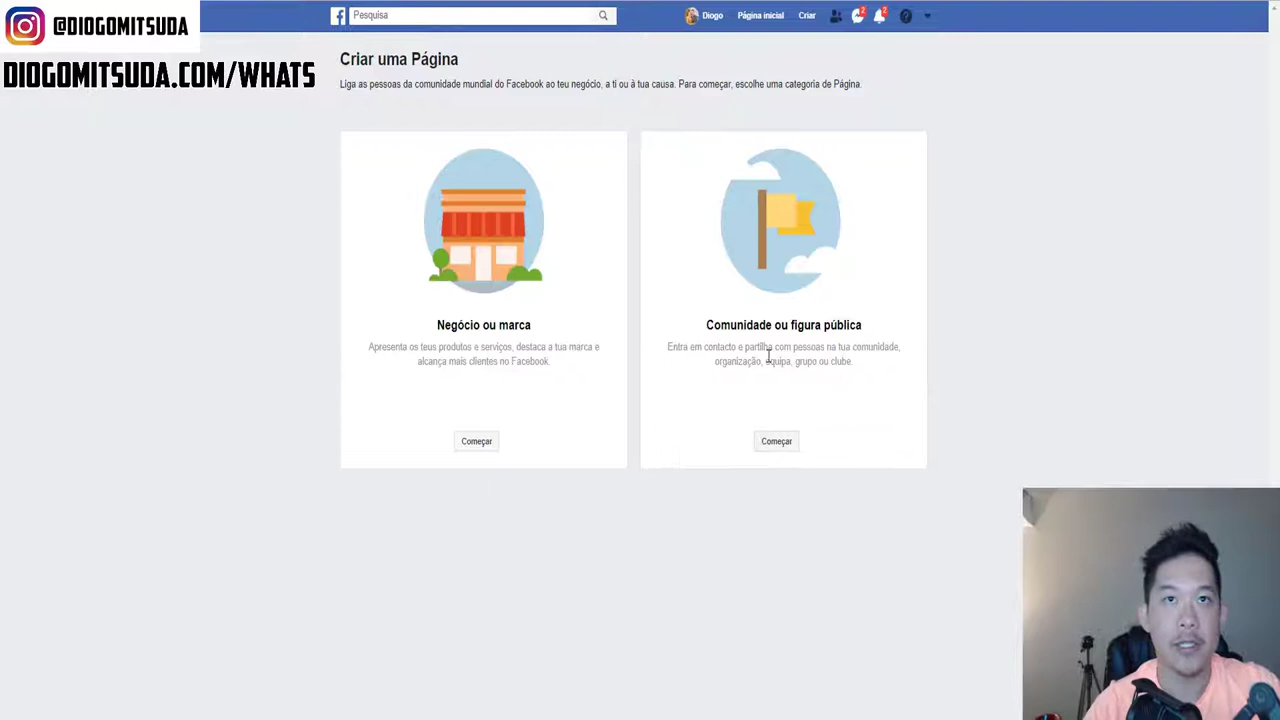 @DIOGOMITSUDA
DIOGOMITSUDA.COM/WHATS
Pesquisa
Diogo
Página inicial
Criar
2
2
Criar uma Página
Liga as pessoas da comunidade mundial do Facebook ao teu negócio, a ti ou à tua causa. Para começar, escolhe uma categoria de Página.
Negócio ou marca
Apresenta os teus produtos e serviços, destaca a tua marca e
alcança mais clientes no Facebook.
Começar
Comunidade ou figura pública
Entra em contacto e partilha com pessoas na tua comunidade,
organização, equipa, grupo ou clube.
Começar